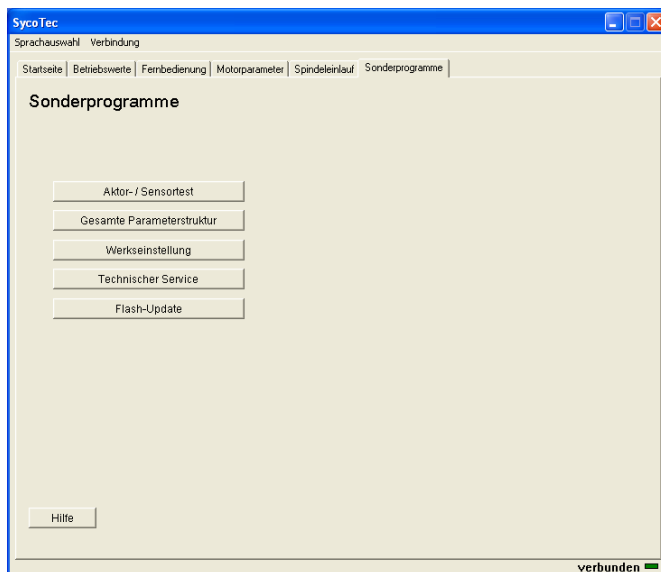 SycoTec
Sprachauswahl Verbindung
Startseite Betriebswerte Fernbedienung Motorparameter Spindeleinlauf Sonderprogramme
Sonderprogramme
Aktor- / Sensortest
Gesamte Parameterstruktur
Werkseinstellung
Technischer Service
Flash-Update
Hilfe
verbunden